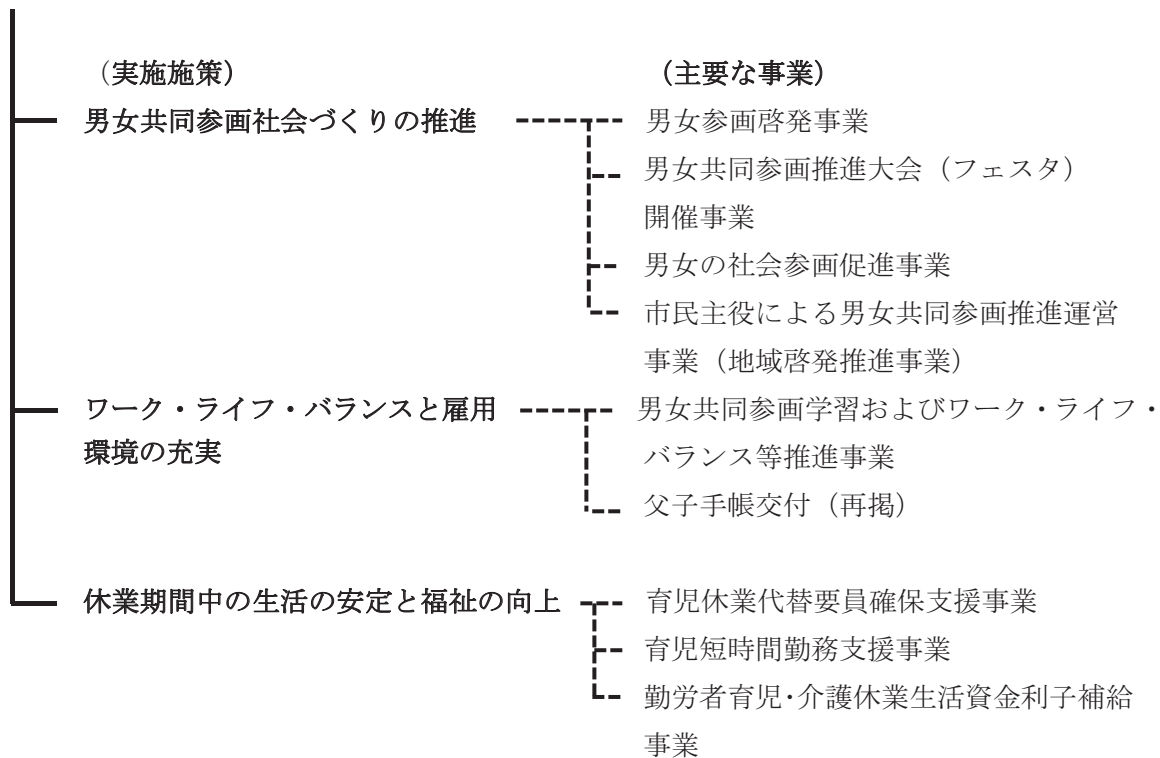 （実施施策） （主要な事業）
男女共同参画社会づくりの推進 男女参画啓発事業
男女共同参画推進大会（フェスタ）
開催事業
男女の社会参画促進事業
市民主役による男女共同参画推進運営
事業（地域啓発推進事業）
ワーク・ライフ・バランスと雇用 男女共同参画学習およびワーク・ライフ・
環境の充実 バランス等推進事業
父子手帳交付（再掲）
休業期間中の生活の安定と福祉の向上 育児休業代替要員確保支援事業
育児短時間勤務支援事業
勤労者育児･介護休業生活資金利子補給
事業